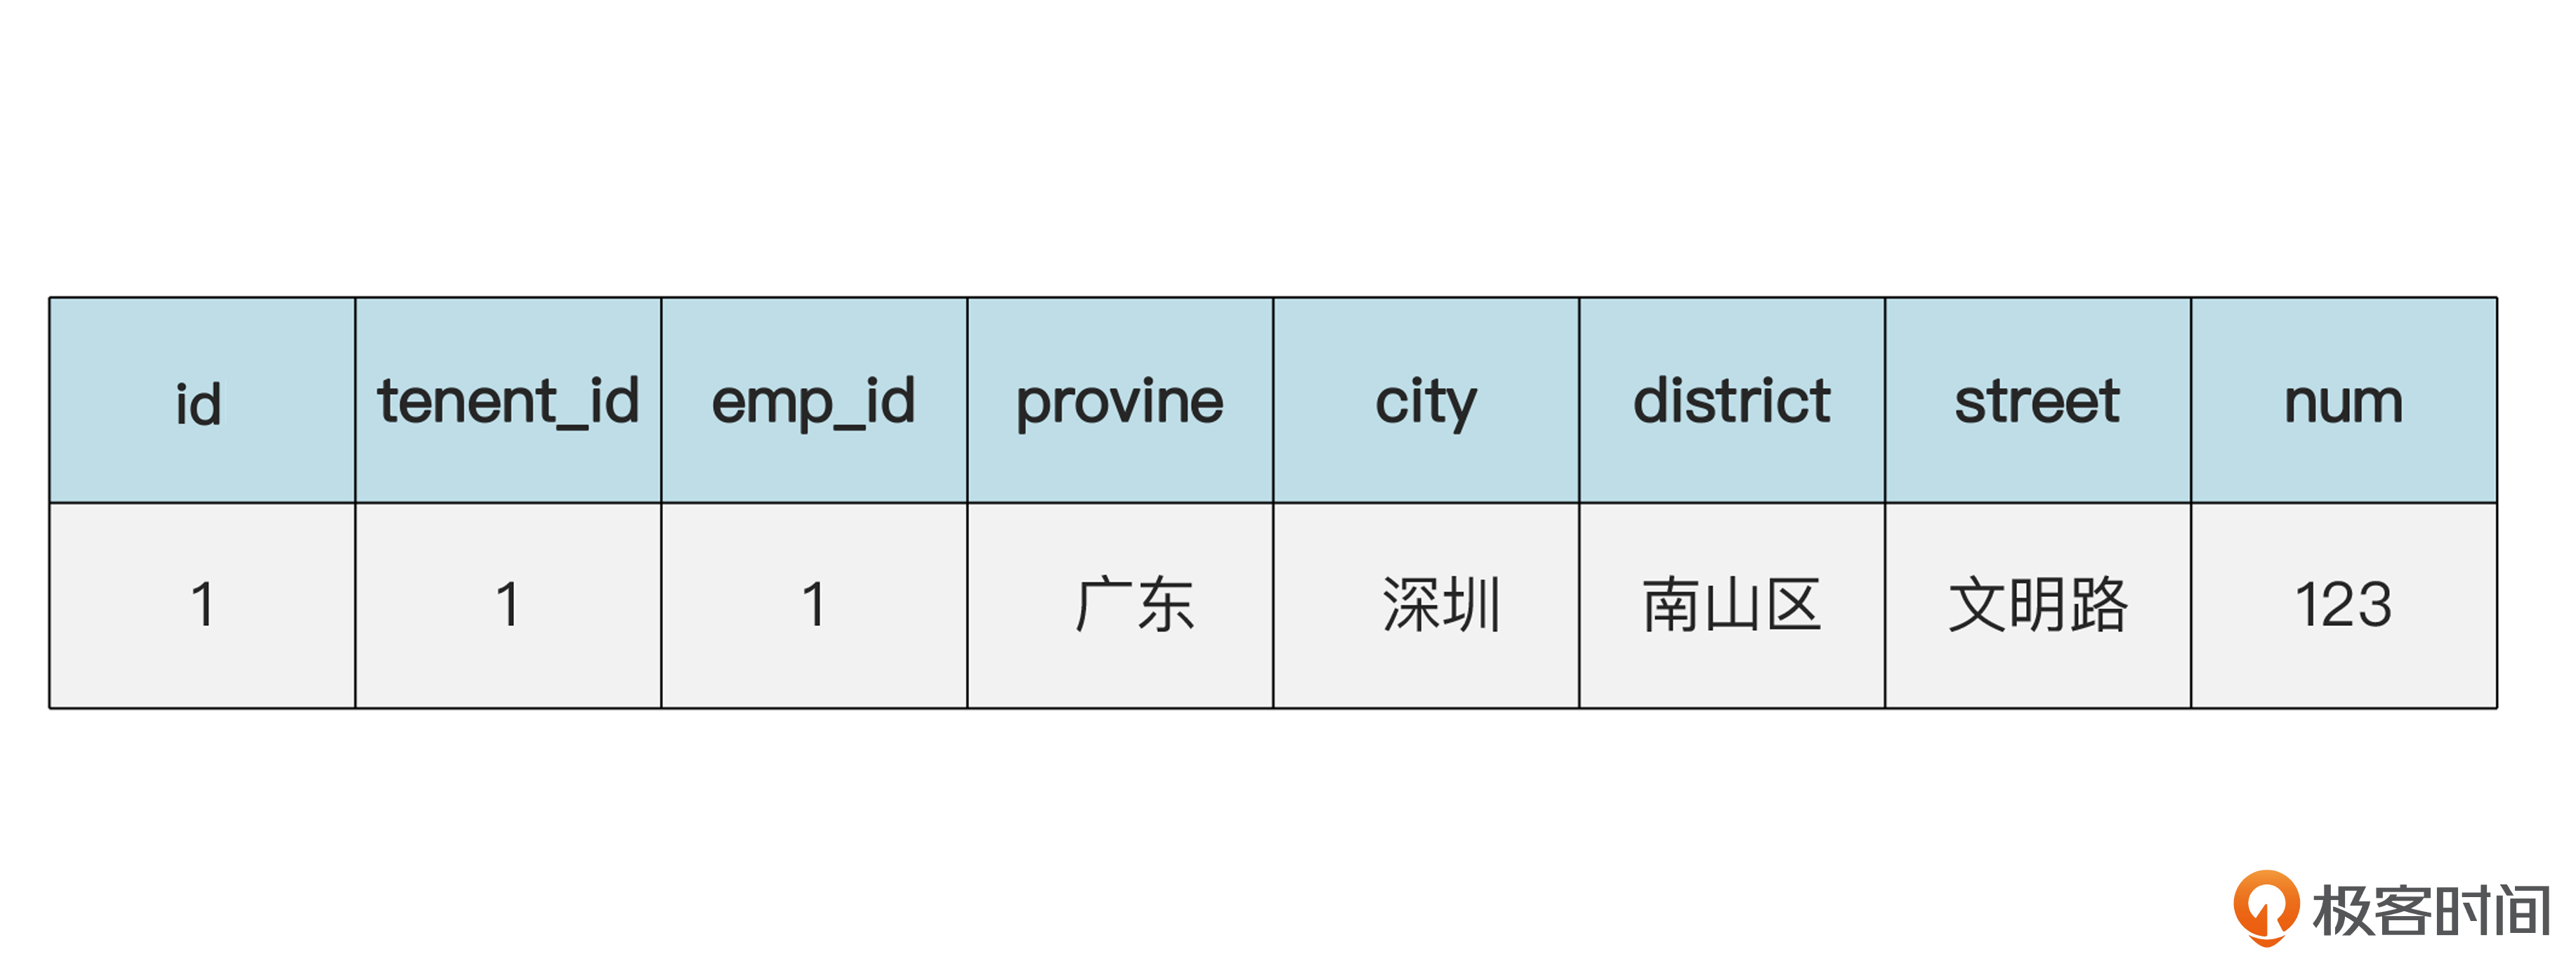 id tenent_id emp_id provine city district street num
1 1 1 广东 深圳 南山区 文明路 123
极客时间